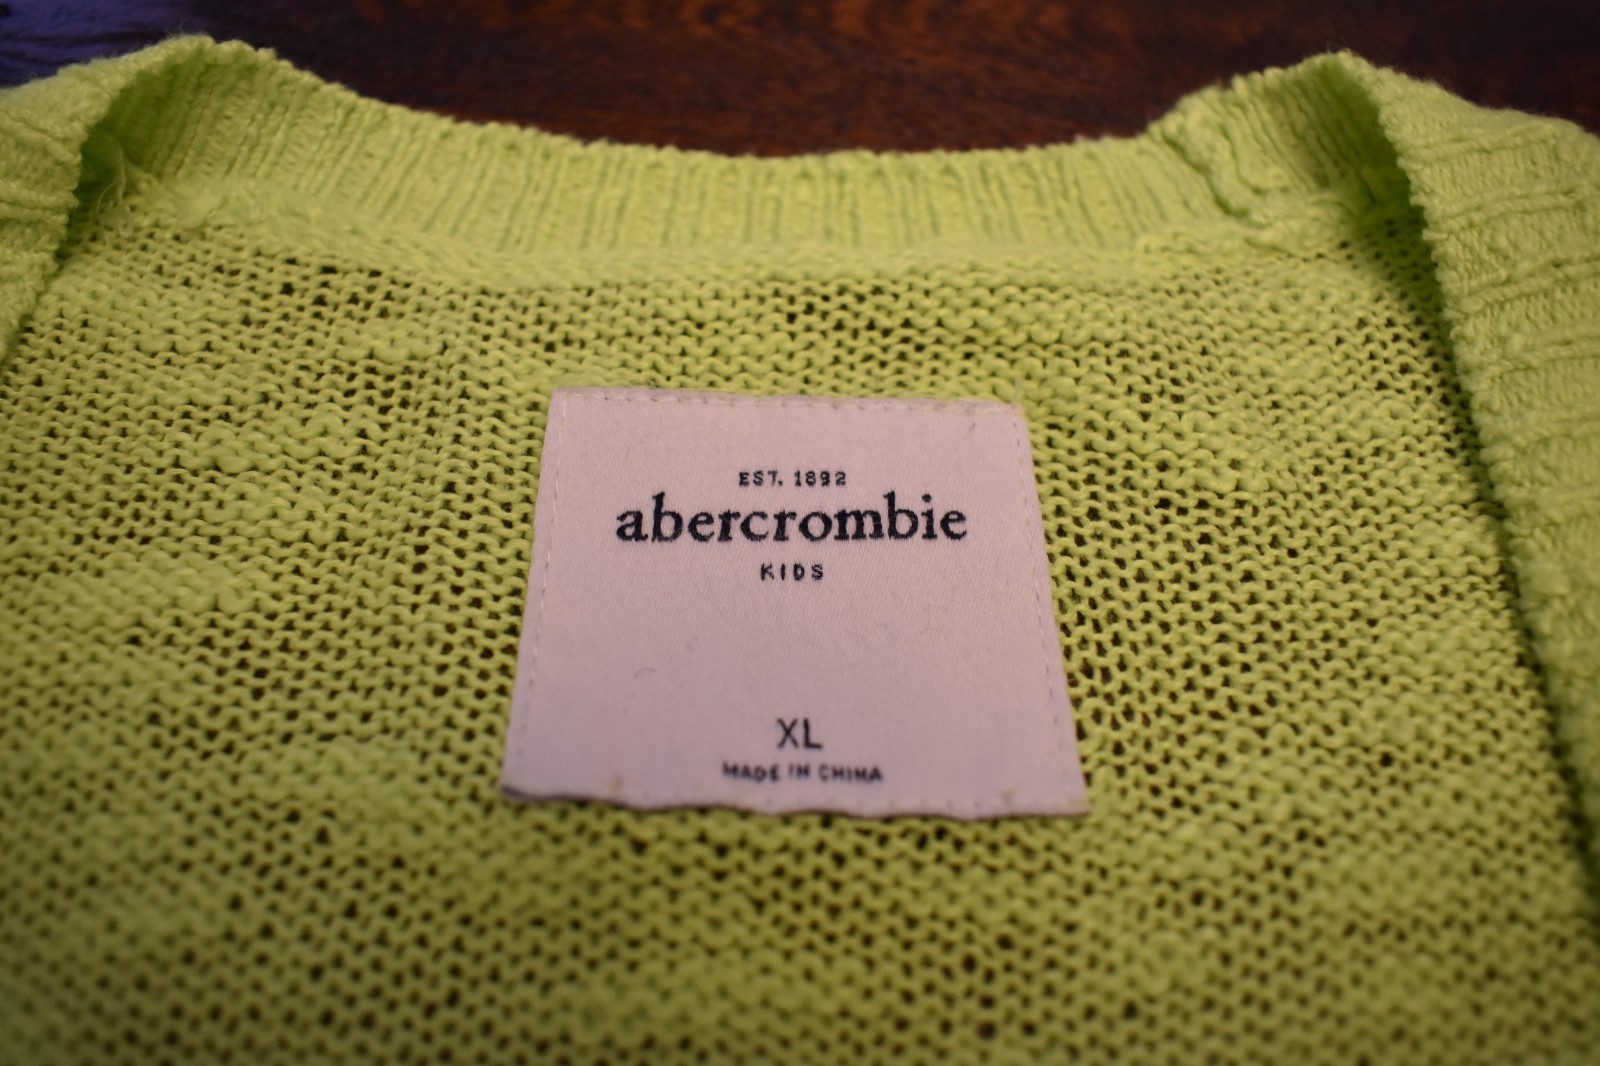 EST. 1892
abercrombie
KIDS
XL
MADE IN CHINA